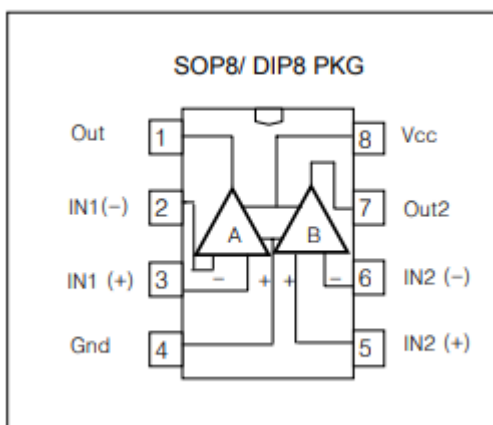 SOP8/ DIP8 PKG
Out 1 8 Vcc
IN1(-) 2 7 Out2
A B
IN1 (+) 3 - + + - 6 IN2 (-)
Gnd 4 5 IN2 (+)